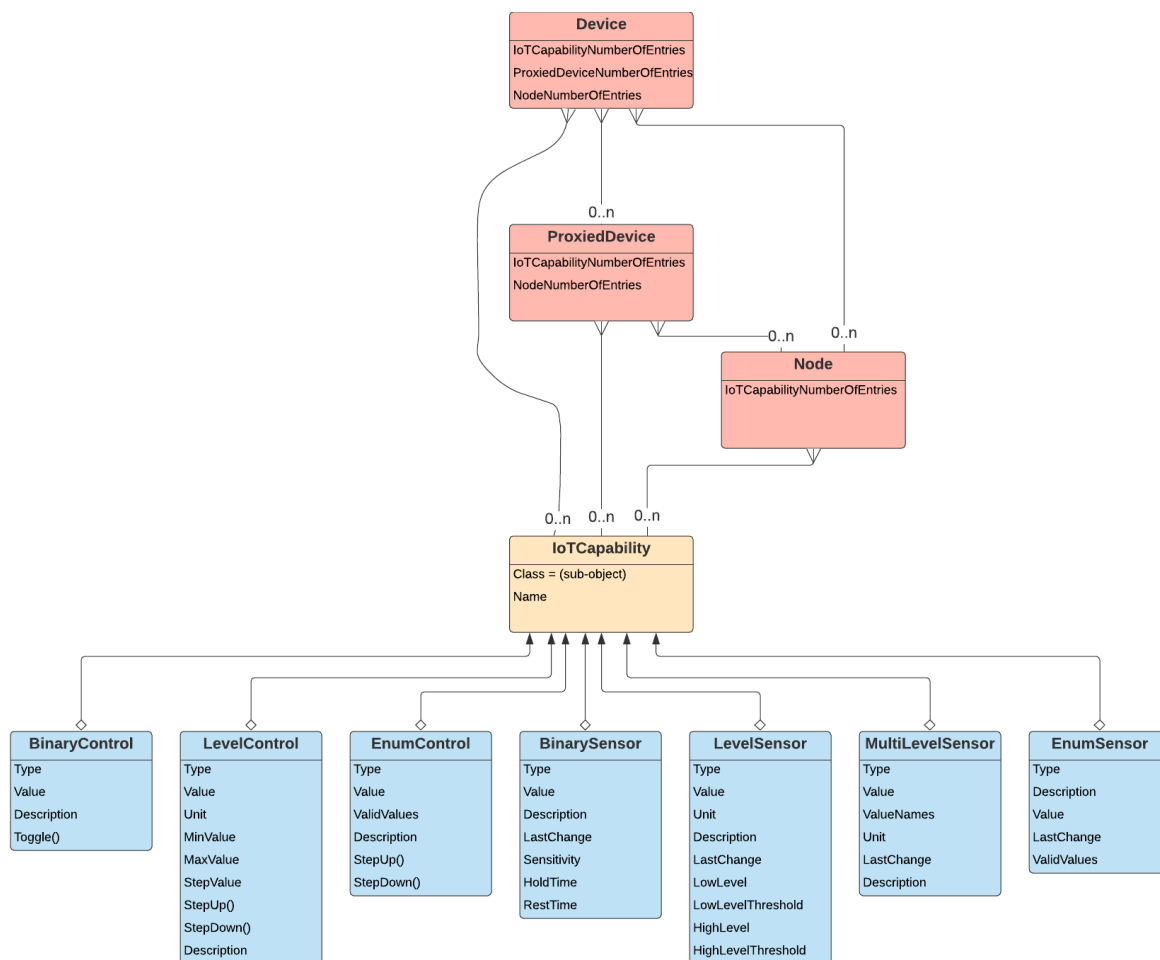 Device
IoTCapabilityNumberOfEntries
ProxiedDeviceNumberOfEntries
NodeNumberOfEntries
0..n
ProxiedDevice
IoTCapabilityNumberOfEntries
NodeNumberOfEntries
0..n
0..n
Node
IoTCapabilityNumberOfEntries
0..n
0..n
0..n
IoTCapability
Class = (sub-object)
Name
BinaryControl
Type
Value
Description
Toggle()
LevelControl
Type
Value
Unit
MinValue
MaxValue
StepValue
StepUp()
StepDown()
Description
EnumControl
Type
Value
ValidValues
Description
StepUp()
StepDown()
BinarySensor
Type
Value
Description
LastChange
Sensitivity
HoldTime
RestTime
LevelSensor
Type
Value
Unit
Description
LastChange
LowLevel
LowLevelThreshold
HighLevel
HighLevelThreshold
MultiLevelSensor
Type
Value
ValueNames
Unit
LastChange
Description
EnumSensor
Type
Description
Value
LastChange
ValidValues